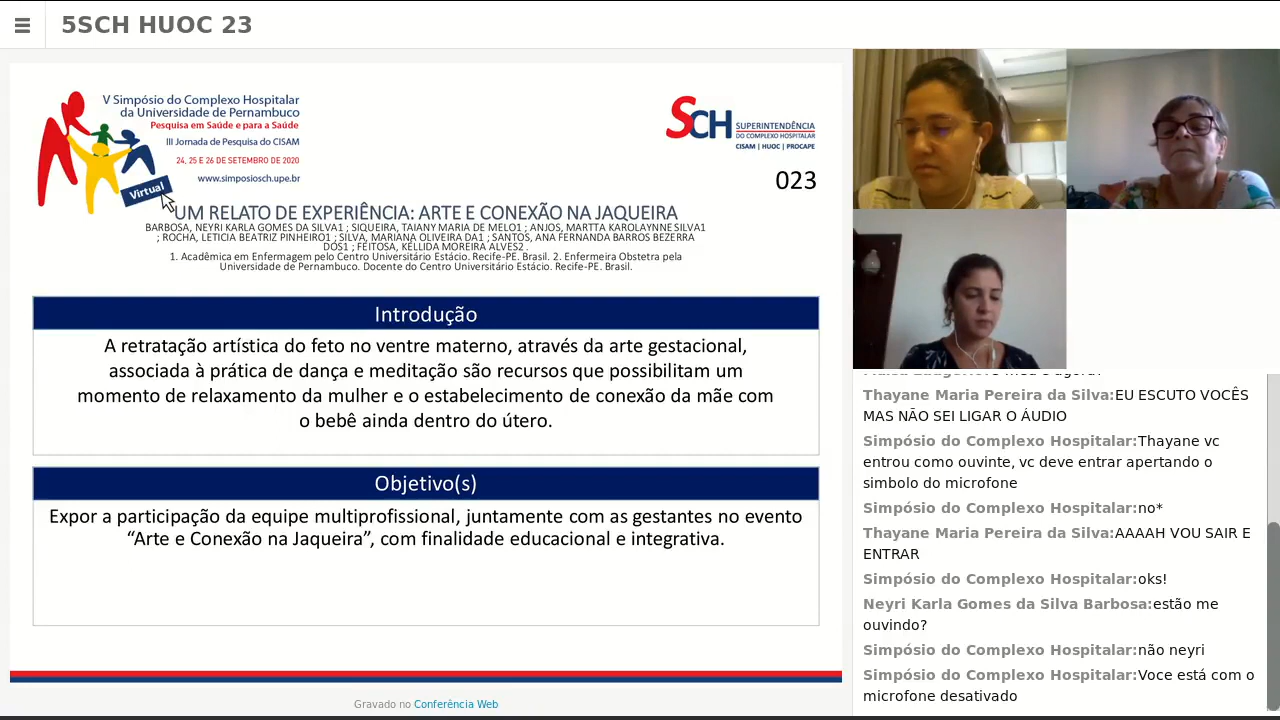 5SCH HUOC 23
V Simpósio do Complexo Hospitalar
da Universidade de Pernambuco
Pesquisa em Saúde e para a Saúde
III Jornada de Pesquisa do CISAM
24, 25 E 26 DE SETEMBRO DE 2020
www.simposiosch.upe.br
Virtual
SCH SUPERINTENDÊNCIA
DO COMPLEXO HOSPITALAR
CISAM | HUOC | PROCAPE
023
UM RELATO DE EXPERIÊNCIA: ARTE E CONEXÃO NA JAQUEIRA
BARBOSA, NEYRI KARLA GOMES DA SILVA1 ; SIQUEIRA, TAIANY MARIA DE MELO1 ; ANJOS, MARTTA KAROLAYNNE SILVA1
; ROCHA, LETICIA BEATRIZ PINHEIRO1 ; SILVA, MARIANA OLIVEIRA DA1 ; SANTOS, ANA FERNANDA BARROS BEZERRA
DOS1 ; FEITOSA, KÉLLIDA MOREIRA ALVES2 .
1. Acadêmica em Enfermagem pelo Centro Universitário Estácio. Recife-PE. Brasil. 2. Enfermeira Obstetra pela
Universidade de Pernambuco. Docente do Centro Universitário Estácio. Recife-PE. Brasil.
Introdução
A retratação artística do feto no ventre materno, através da arte gestacional,
associada à prática de dança e meditação são recursos que possibilitam um
momento de relaxamento da mulher e o estabelecimento de conexão da mãe com
o bebê ainda dentro do útero.
Objetivo(s)
Expor a participação da equipe multiprofissional, juntamente com as gestantes no evento
“Arte e Conexão na Jaqueira”, com finalidade educacional e integrativa.
Gravado no Conferência Web
Thayane Maria Pereira da Silva:EU ESCUTO VOCÊS
MAS NÃO SEI LIGAR O ÁUDIO
Simpósio do Complexo Hospitalar:Thayane vc
entrou como ouvinte, vc deve entrar apertando o
simbolo do microfone
Simpósio do Complexo Hospitalar:no*
Thayane Maria Pereira da Silva:AAAAH VOU SAIR E
ENTRAR
Simpósio do Complexo Hospitalar:oks!
Neyri Karla Gomes da Silva Barbosa:estão me
ouvindo?
Simpósio do Complexo Hospitalar:não neyri
Simpósio do Complexo Hospitalar:Voce está com o
microfone desativado